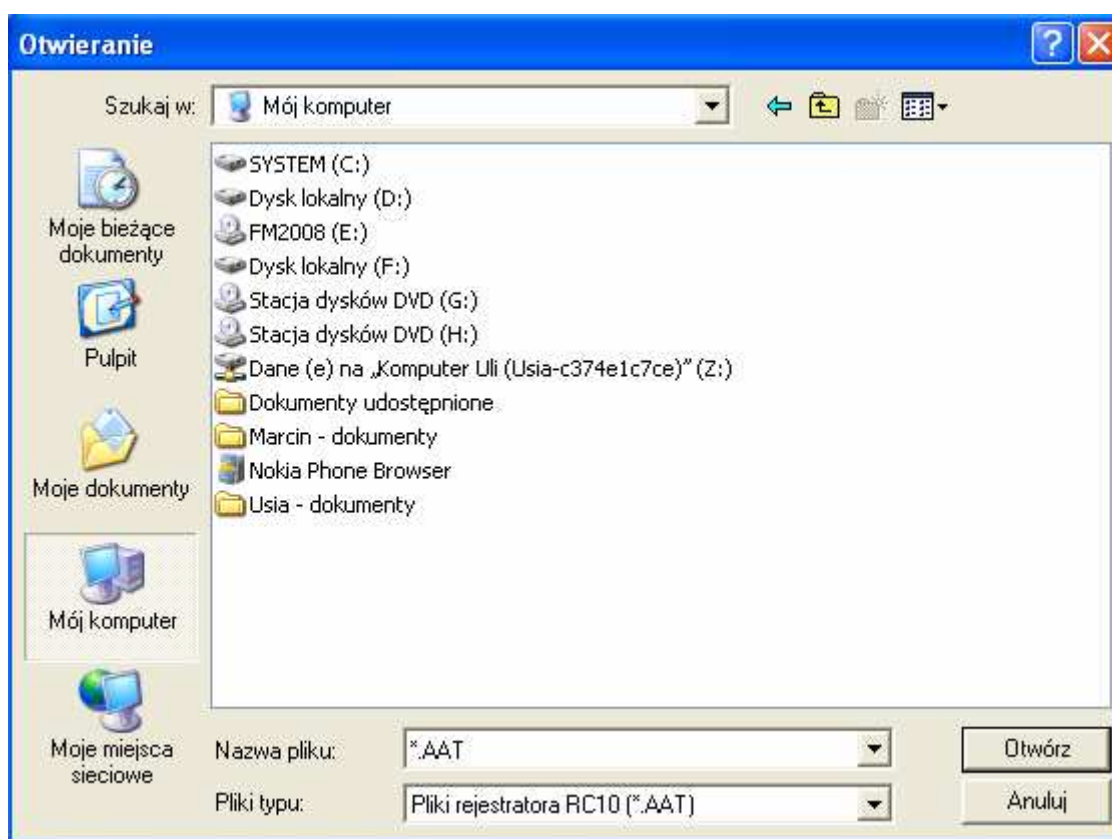 Otwieranie
Szukaj w:
Mój komputer
Moje bieżące
dokumenty
Pulpit
Moje dokumenty
Mój komputer
Moje miejsca
sieciowe
SYSTEM (C:)
Dysk lokalny (D:)
FM2008 (E:)
Dysk lokalny (F:)
Stacja dysków DVD (G:)
Stacja dysków DVD (H:)
Dane (e) na „Komputer Uli (Usia-c374e1c7ce)” (Z:)
Dokumenty udostępnione
Marcin - dokumenty
Nokia Phone Browser
Usia - dokumenty
Nazwa pliku:
*.AAT
Otwórz
Pliki typu:
Pliki rejestratora RC10 (*.AAT)
Anuluj